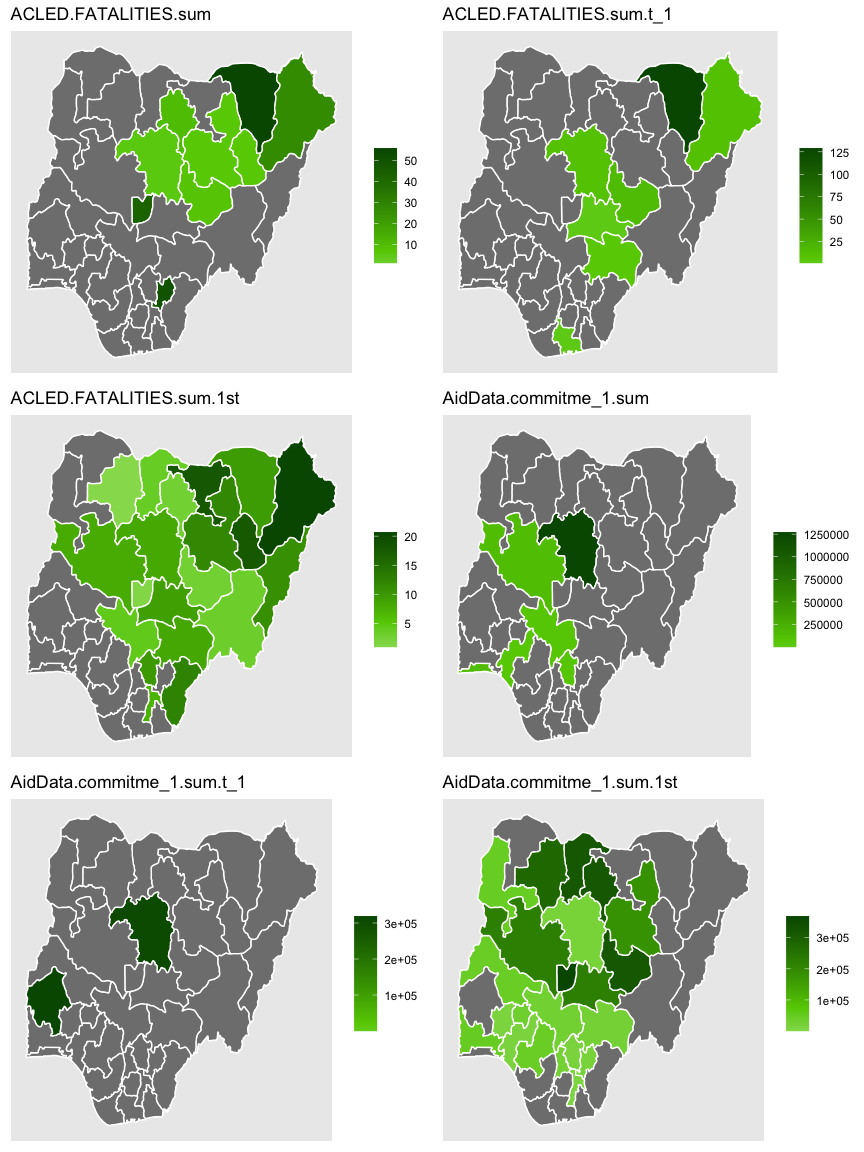 ACLED.FATALITIES.sum
50
40
30
20
10
ACLED.FATALITIES.sum.t_1
125
100
75
50
25
ACLED.FATALITIES.sum.1st
20
15
10
5
AidData.commitme_1.sum
1250000
1000000
750000
500000
250000
AidData.commitme_1.sum.t_1
3e+05
2e+05
1e+05
AidData.commitme_1.sum.1st
3e+05
2e+05
1e+05